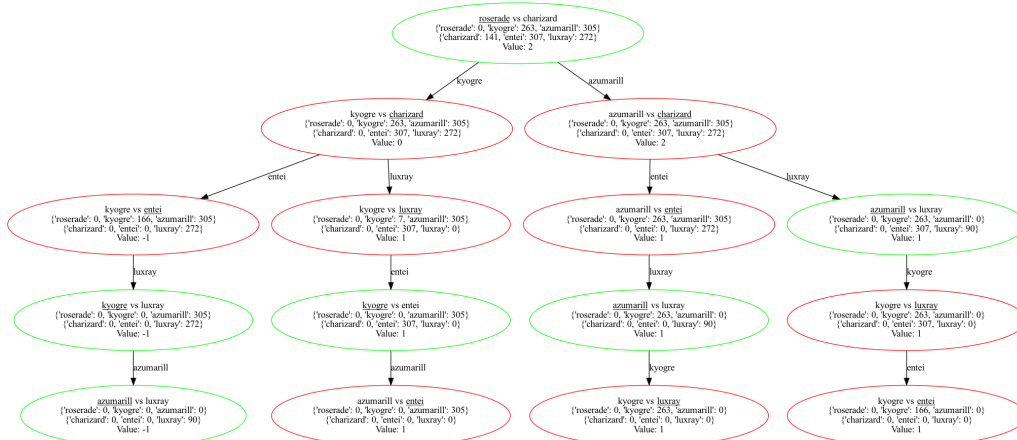 roserade vs charizard
{'roserade': 0, 'kyogre': 263, 'azumarill': 305}
{'charizard': 141, 'entei': 307, 'luxray': 272}
Value: 2
kyogre
azumarill
kyogre vs charizard
{'roserade': 0, 'kyogre': 263, 'azumarill': 305}
{'charizard': 0, 'entei': 307, 'luxray': 272}
Value: 0
azumarill vs charizard
{'roserade': 0, 'kyogre': 263, 'azumarill': 305}
{'charizard': 0, 'entei': 307, 'luxray': 272}
Value: 2
entei
luxray
entei
luxray
kyogre vs entei
{'roserade': 0, 'kyogre': 166, 'azumarill': 305}
{'charizard': 0, 'entei': 0, 'luxray': 272}
Value: -1
kyogre vs luxray
{'roserade': 0, 'kyogre': 7, 'azumarill': 305}
{'charizard': 0, 'entei': 307, 'luxray': 0}
Value: 1
azumarill vs entei
{'roserade': 0, 'kyogre': 263, 'azumarill': 305}
{'charizard': 0, 'entei': 0, 'luxray': 272}
Value: 1
azumarill vs luxray
{'roserade': 0, 'kyogre': 263, 'azumarill': 0}
{'charizard': 0, 'entei': 307, 'luxray': 90}
Value: 1
luxray
entei
luxray
kyogre
kyogre vs luxray
{'roserade': 0, 'kyogre': 0, 'azumarill': 305}
{'charizard': 0, 'entei': 0, 'luxray': 272}
Value: -1
kyogre vs entei
{'roserade': 0, 'kyogre': 0, 'azumarill': 305}
{'charizard': 0, 'entei': 307, 'luxray': 0}
Value: 1
azumarill vs luxray
{'roserade': 0, 'kyogre': 263, 'azumarill': 0}
{'charizard': 0, 'entei': 0, 'luxray': 90}
Value: 1
kyogre vs luxray
{'roserade': 0, 'kyogre': 263, 'azumarill': 0}
{'charizard': 0, 'entei': 307, 'luxray': 0}
Value: 1
azumarill
azumarill
kyogre
entei
azumarill vs luxray
{'roserade': 0, 'kyogre': 0, 'azumarill': 0}
{'charizard': 0, 'entei': 0, 'luxray': 90}
Value: -1
azumarill vs entei
{'roserade': 0, 'kyogre': 0, 'azumarill': 305}
{'charizard': 0, 'entei': 0, 'luxray': 0}
Value: 1
kyogre vs luxray
{'roserade': 0, 'kyogre': 263, 'azumarill': 0}
{'charizard': 0, 'entei': 0, 'luxray': 0}
Value: 1
kyogre vs entei
{'roserade': 0, 'kyogre': 166, 'azumarill': 0}
{'charizard': 0, 'entei': 0, 'luxray': 0}
Value: 1